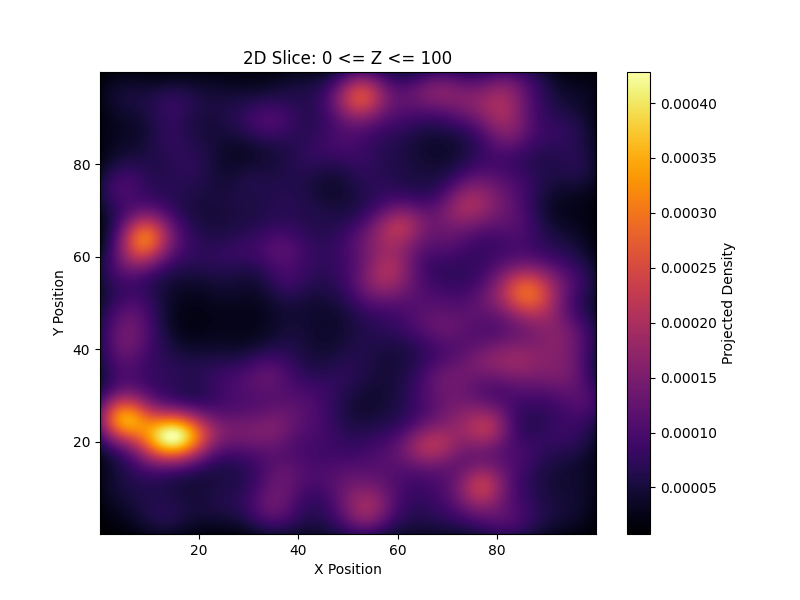 2D Slice: 0 <= Z <= 100
Y Position
80
60
40
20
20 40 60 80
X Position
0.00040
0.00035
0.00030
0.00025
0.00020
0.00015
0.00010
0.00005
Projected Density